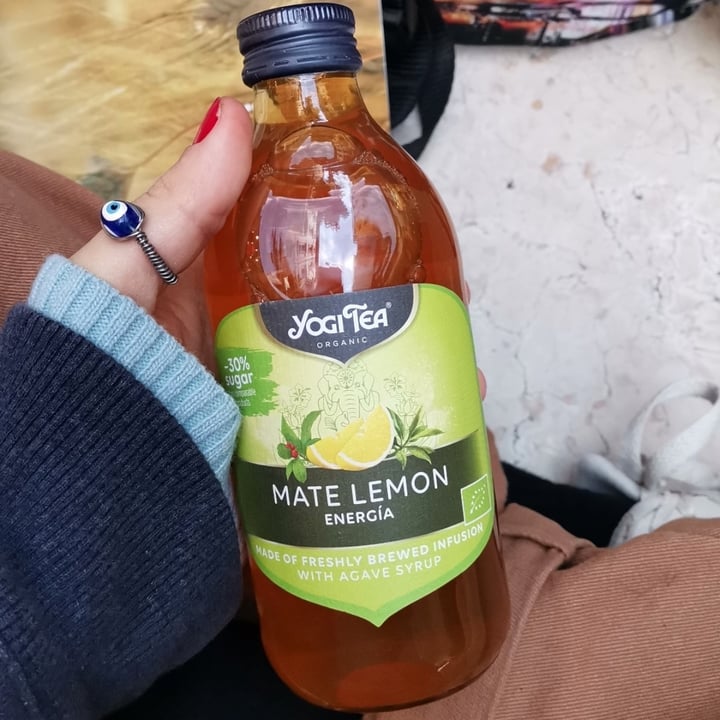 YOGI TEA®
ORGANIC
-30%
sugar
MATE LEMON
ENERGÍA
MADE OF FRESHLY BREWED INFUSION
WITH AGAVE SYRUP